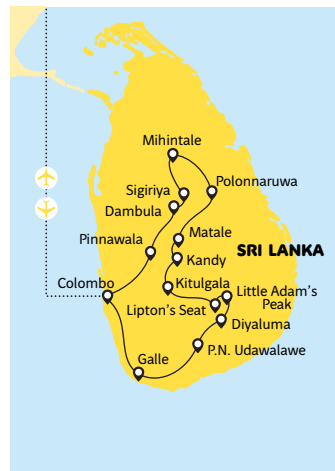 Mihintale
Sigiriya
Polonnaruwa
Dambula
Matale
Pinnawala
SRI LANKA
Kandy
Colombo
Kitulgala
Little Adam's
Peak
Lipton's Seat
Diyaluma
P.N. Udawalawe
Galle